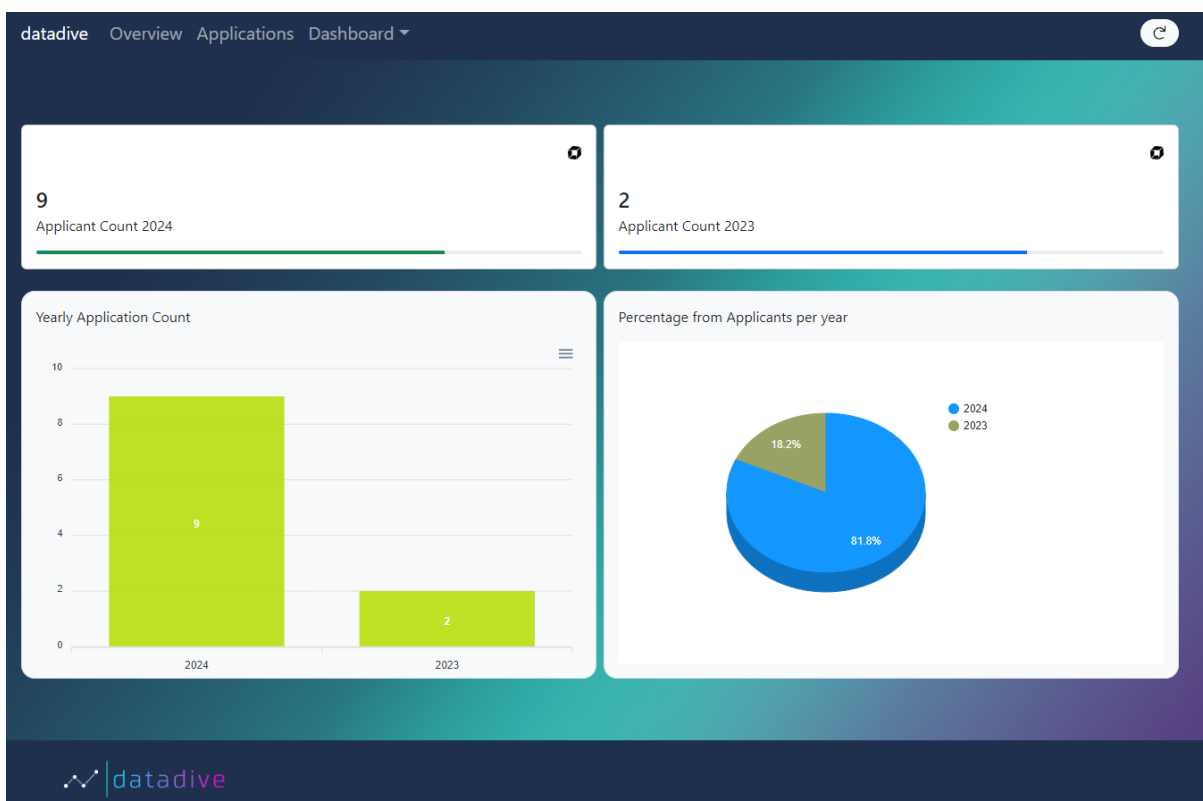 datadive Overview Applications Dashboard
9
Applicant Count 2024
2
Applicant Count 2023
Yearly Application Count
10
8
6
4
2
0
9
2
2024
2023
Percentage from Applicants per year
18.2%
81.8%
2024
2023
datadive